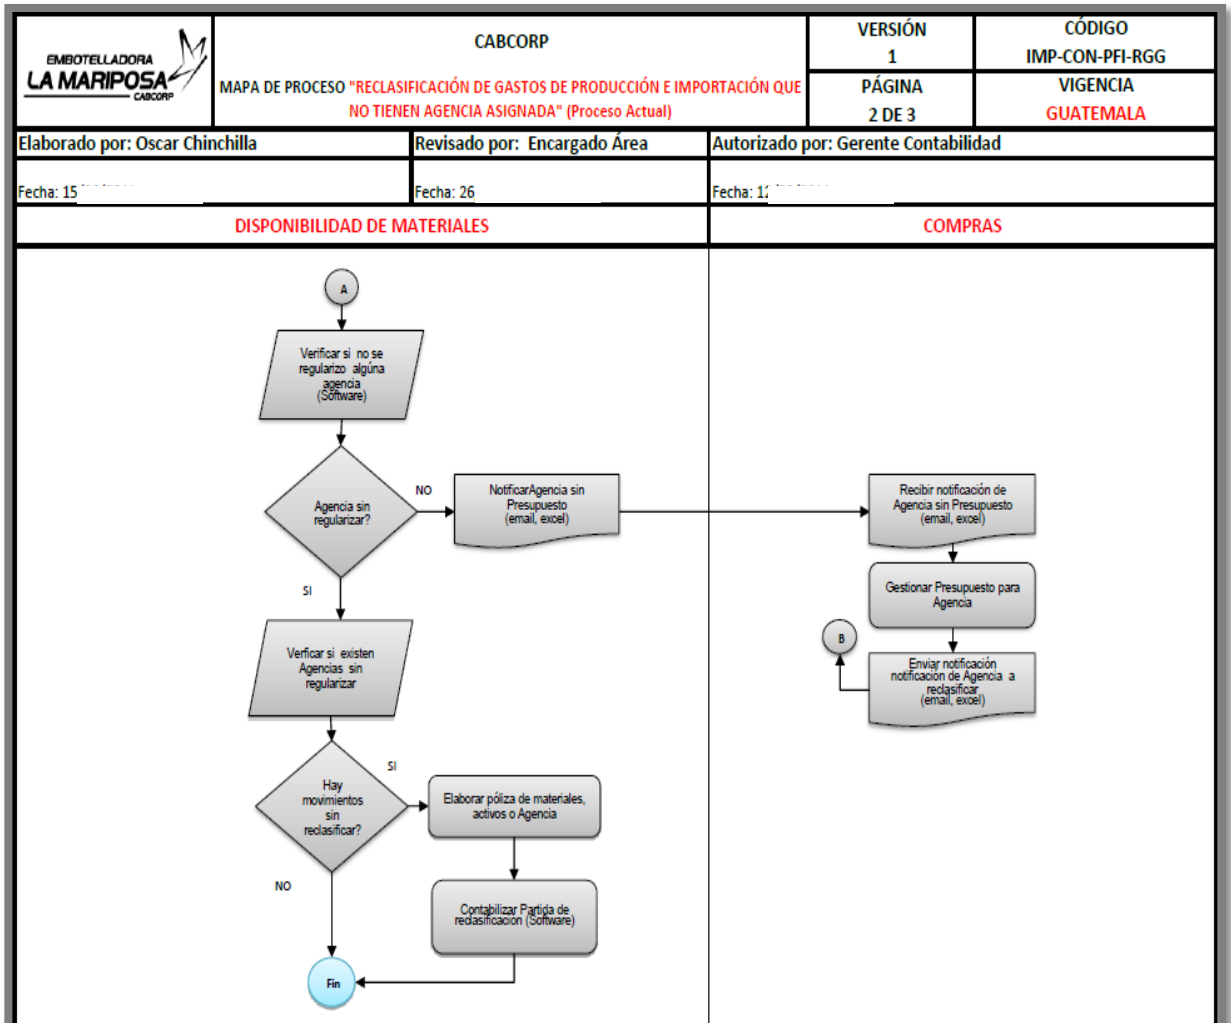 EMBOTELLADORA
LA MARIPOSA
CABCORP
CABCORP
MAPA DE PROCESO "RECLASIFICACIÓN DE GASTOS DE PRODUCCIÓN E IMPORTACIÓN QUE
NO TIENEN AGENCIA ASIGNADA" (Proceso Actual)
VERSIÓN
1
CÓDIGO
IMP-CON-PFI-RGG
PÁGINA
2 DE 3
VIGENCIA
GUATEMALA
Elaborado por: Oscar Chinchilla
Revisado por: Encargado Área
Autorizado por: Gerente Contabilidad
Fecha: 15
Fecha: 26
Fecha: 12
DISPONIBILIDAD DE MATERIALES
COMPRAS
A
Verificar si no se
regularizo algúna
agencia
(Software)
Agencia sin
regularizar?
NO
NotificarAgencia sin
Presupuesto
(email, excel)
Recibir notificación de
Agencia sin Presupuesto
(email, excel)
Gestionar Presupuesto para
Agencia
B
Enviar notificación
notificación de Agencia a
reclasificar
(email, excel)
SI
Verficar si existen
Agencias sin
regularizar
Hay
movimientos
sin
reclasificar?
SI
Elaborar póliza de materiales,
activos o Agencia
NO
Contabilizar Partida de
reclasificación (Software)
Fin